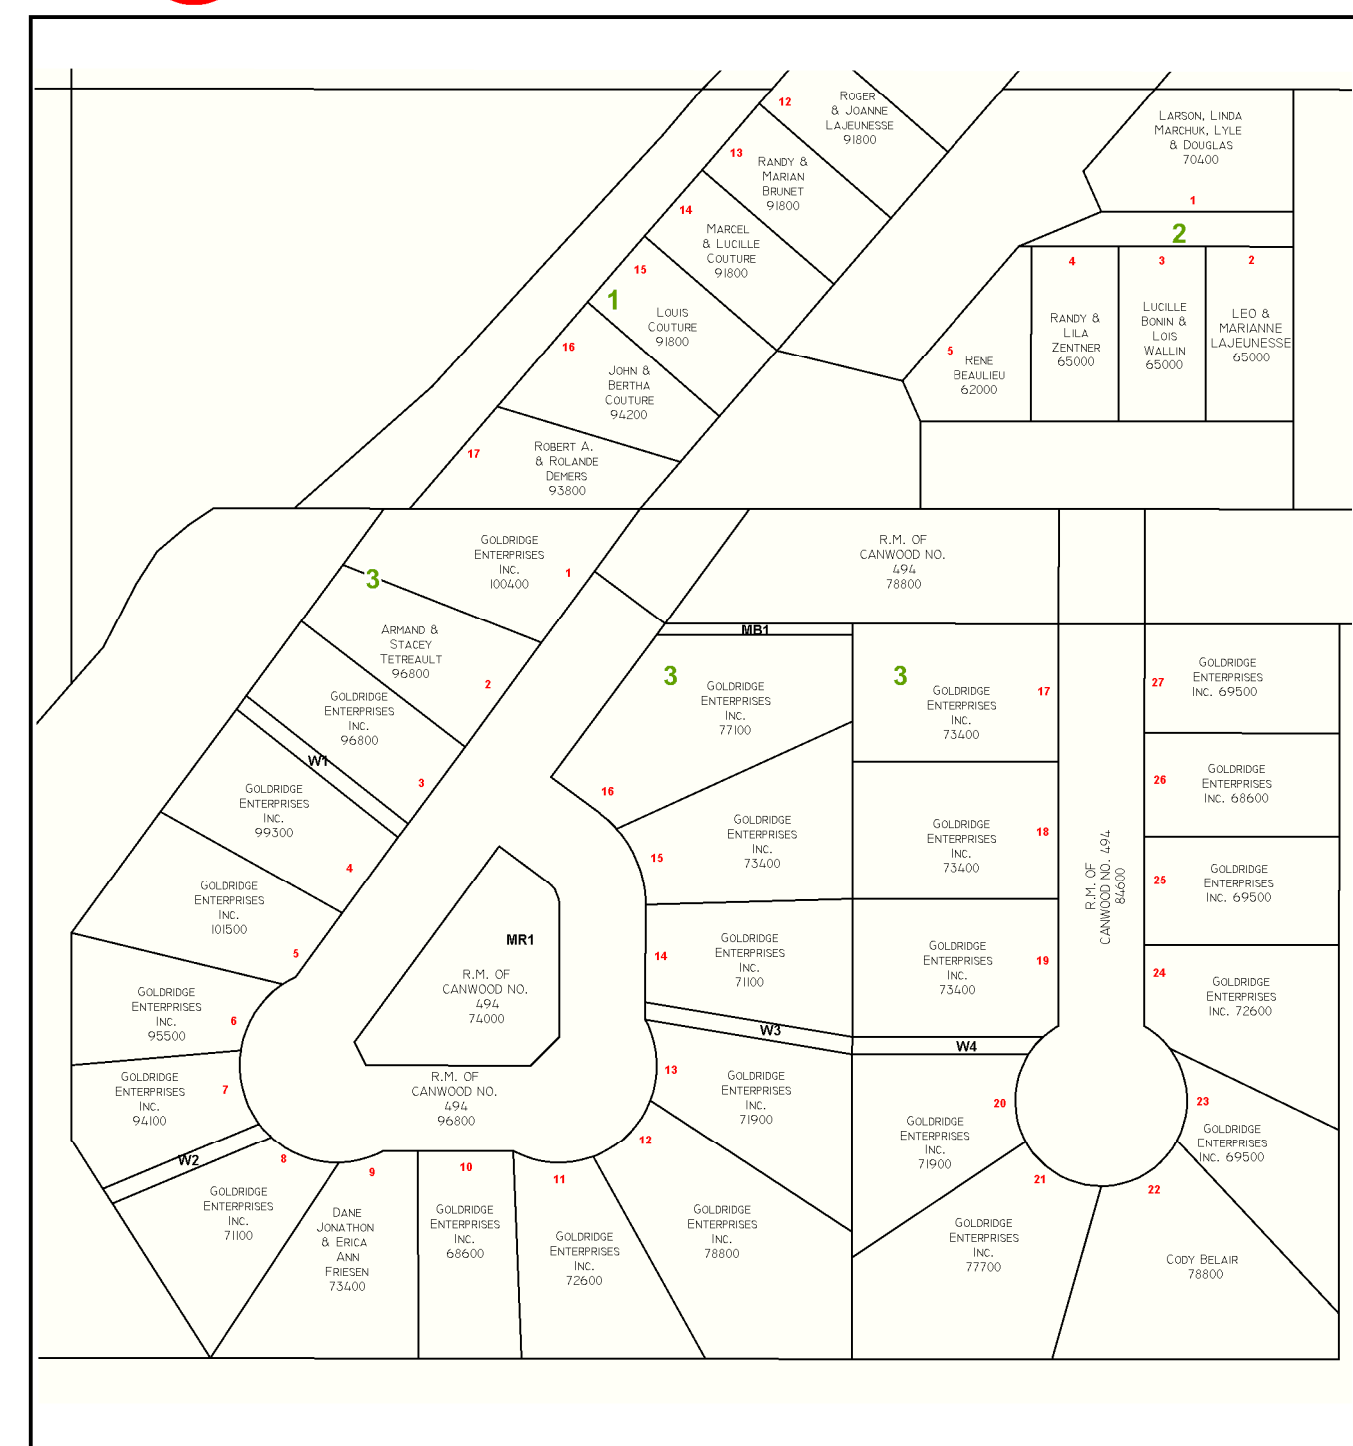 12
ROGER
& JOANNE
LAJEUNESSE
91800
13
RANDY &
MARIAN
BRUNET
91800
14
MARCEL
& LUCILLE
COUTURE
91800
15
1
LOUIS
COUTURE
91800
16
JOHN &
BERTHA
COUTURE
94200
17
ROBERT A.
& ROLANDE
DEMERS
93800
LARSON, LINDA
MARCHUK, LYLE
& DOUGLAS
70400
1
2
4
RANDY &
LILA
ZENTNER
65000
3
LUCILLE
BONIN &
LOIS
WALLIN
65000
2
LEO &
MARIANNE
LAJEUNESSE
65000
5
RENE
BEAULIEU
62000
GOLDRIDGE
ENTERPRISES
INC.
100400
1
3
ARMAND &
STACEY
TETREAULT
96800
2
GOLDRIDGE
ENTERPRISES
INC.
96800
3
W1
GOLDRIDGE
ENTERPRISES
INC.
99300
4
GOLDRIDGE
ENTERPRISES
INC.
101500
5
GOLDRIDGE
ENTERPRISES
INC.
95500
6
GOLDRIDGE
ENTERPRISES
INC.
94100
7
W2
8
GOLDRIDGE
ENTERPRISES
INC.
71100
9
DANE
JONATHON
& ERICA
ANN
FRIESEN
73400
10
GOLDRIDGE
ENTERPRISES
INC.
68600
11
GOLDRIDGE
ENTERPRISES
INC.
72600
12
GOLDRIDGE
ENTERPRISES
INC.
78800
13
GOLDRIDGE
ENTERPRISES
INC.
71900
W3
14
GOLDRIDGE
ENTERPRISES
INC.
71100
15
GOLDRIDGE
ENTERPRISES
INC.
73400
16
3
GOLDRIDGE
ENTERPRISES
INC.
77100
MB1
MR1
R.M. OF
CANWOOD NO.
494
74000
R.M. OF
CANWOOD NO.
494
96800
R.M. OF
CANWOOD NO.
494
78800
3
17
GOLDRIDGE
ENTERPRISES
INC.
73400
18
GOLDRIDGE
ENTERPRISES
INC.
73400
19
GOLDRIDGE
ENTERPRISES
INC.
73400
W4
20
GOLDRIDGE
ENTERPRISES
INC.
71900
21
GOLDRIDGE
ENTERPRISES
INC.
77700
22
CODY BELAIR
78800
23
GOLDRIDGE
ENTERPRISES
INC. 69500
24
GOLDRIDGE
ENTERPRISES
INC. 72600
25
GOLDRIDGE
ENTERPRISES
INC. 69500
26
GOLDRIDGE
ENTERPRISES
INC. 68600
27
GOLDRIDGE
ENTERPRISES
INC. 69500
R.M. OF
CANWOOD NO. 494
84600